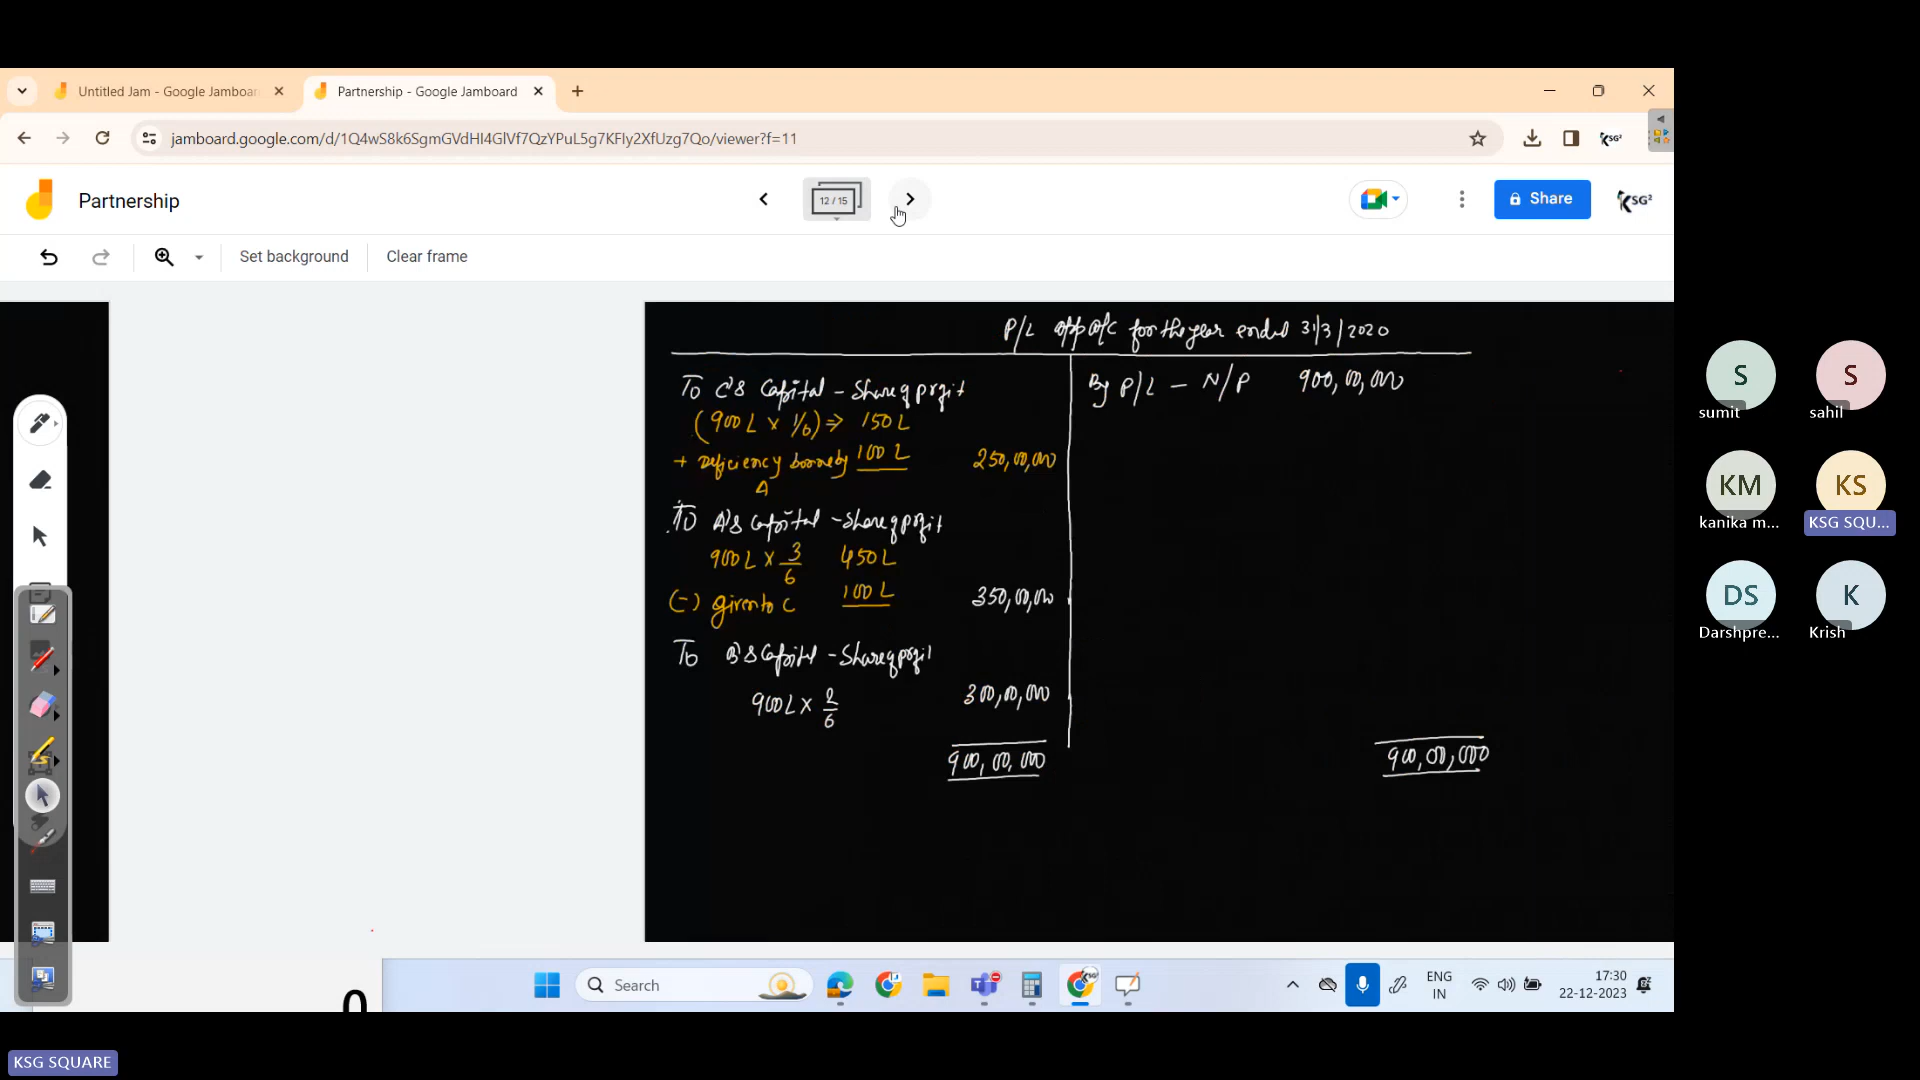 Untitled Jam - Google Jamboar
Partnership - Google Jamboard
jamboard.google.com/d/1Q4wS8k6SgmGVdHI4GlVf7QzYPuL5g7KFIy2XfUzg7Qo/viewer?f=11
KSG²
Partnership
12 / 15
Share
KSG²
Set background
Clear frame
P/L app a/c for the year ended 31/3/2020
To C's Capital - Share of profit
(900 L × 1/6) ⇒ 150 L
+ Deficiency borne by 100 L 250,00,000
A
To A's Capital - Share of profit
900 L × 3/6 450 L
(-) given to C 100 L 350,00,000
To B's Capital - Share of profit
900 L × 2/6 300,00,000
900,00,000
By P/L - N/P 900,00,000
900,00,000
S
sumit
S
sahil
KM
kanika m...
KS
KSG SQU...
DS
Darshpre...
K
Krish
0
Search
ENG
IN
17:30
22-12-2023
KSG SQUARE